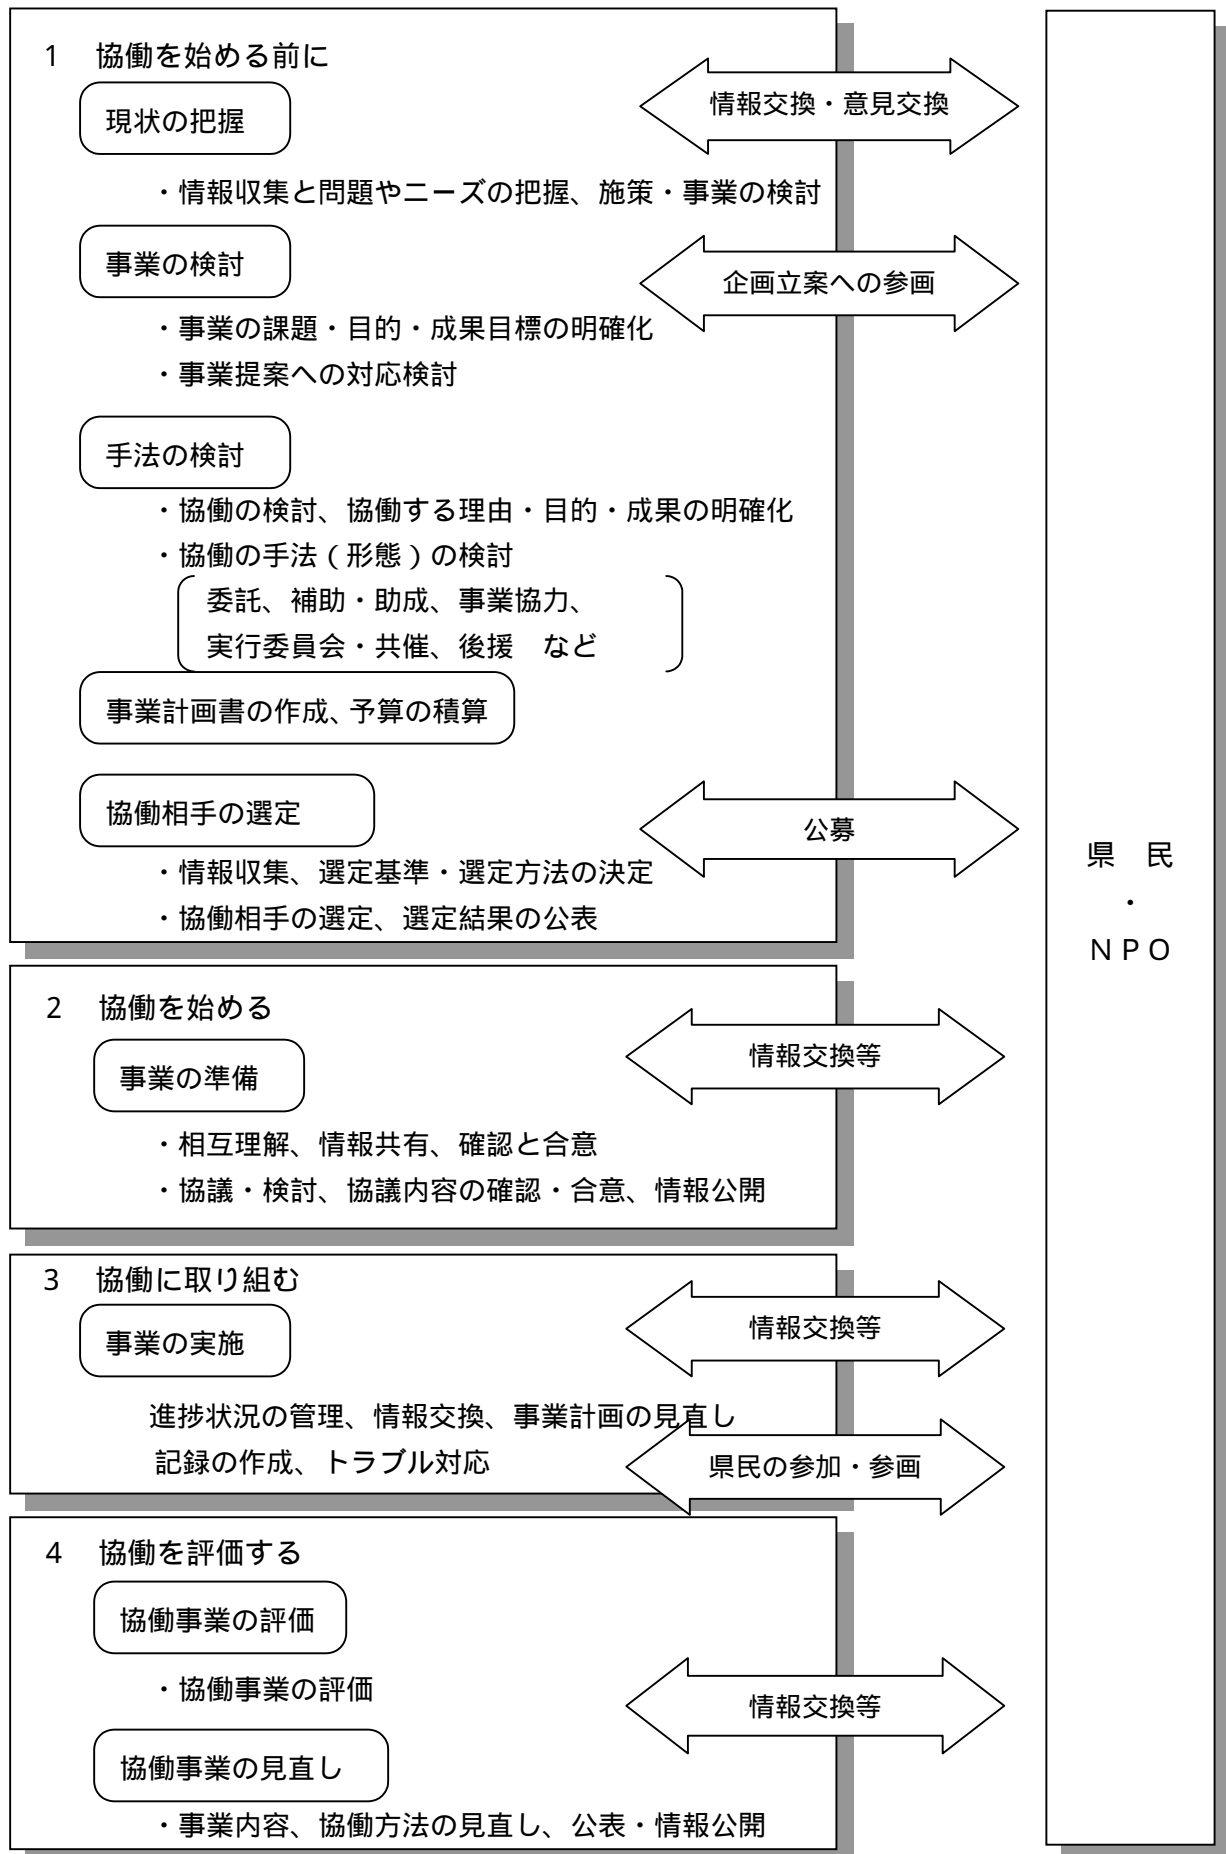 1　協働を始める前に
現状の把握
情報交換・意見交換
・情報収集と問題やニーズの把握、施策・事業の検討
事業の検討
企画立案への参画
・事業の課題・目的・成果目標の明確化
・事業提案への対応検討
手法の検討
・協働の検討、協働する理由・目的・成果の明確化
・協働の手法（形態）の検討
委託、補助・助成、事業協力、
実行委員会・共催、後援　など
事業計画書の作成、予算の積算
協働相手の選定
公募
・情報収集、選定基準・選定方法の決定
・協働相手の選定、選定結果の公表
2　協働を始める
事業の準備
情報交換等
・相互理解、情報共有、確認と合意
・協議・検討、協議内容の確認・合意、情報公開
3　協働に取り組む
事業の実施
情報交換等
進捗状況の管理、情報交換、事業計画の見直し
記録の作成、トラブル対応
県民の参加・参画
4　協働を評価する
協働事業の評価
・協働事業の評価
情報交換等
協働事業の見直し
・事業内容、協働方法の見直し、公表・情報公開
県　民
・
ＮＰＯ